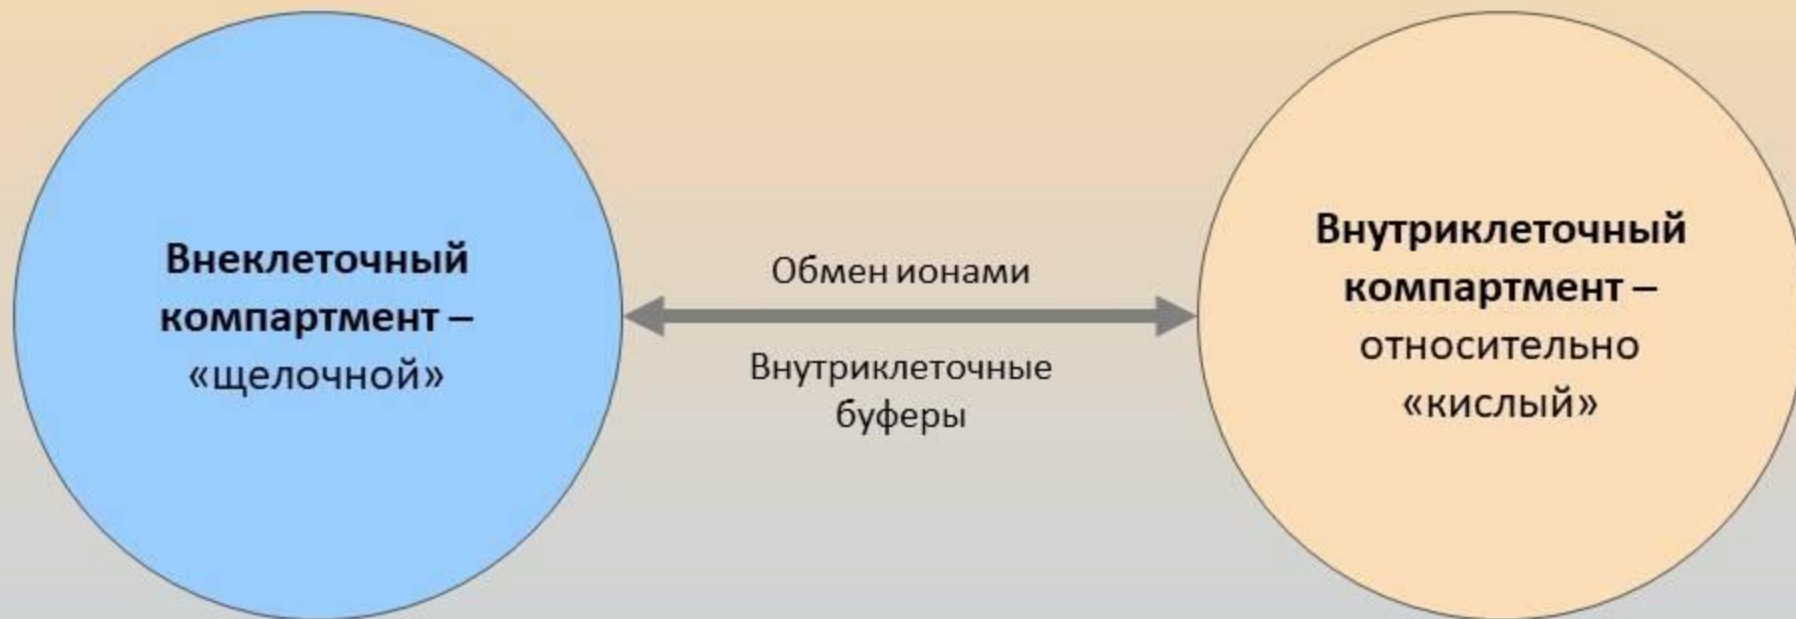 Внеклеточный
компартмент –
«щелочной»
Обмен ионами
Внутриклеточные
буферы
Внутриклеточный
компартмент –
относительно
«кислый»